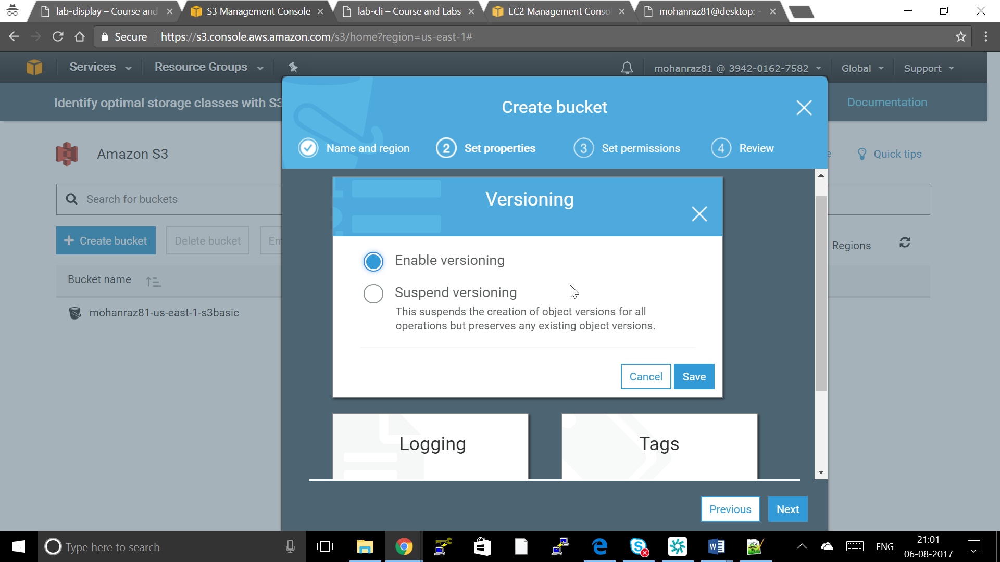 lab-display – Course and
S3 Management Console
lab-cli – Course and Labs
EC2 Management Conso
mohanraz81@desktop: ~
Secure
https://s3.console.aws.amazon.com/s3/home?region=us-east-1#
Services
Resource Groups
mohanraz81 @ 3942-0162-7582
Global
Support
Identify optimal storage classes with S3
Documentation
Create bucket
Name and region
2
Set properties
3
Set permissions
4
Review
Amazon S3
Quick tips
Search for buckets
Versioning
Create bucket
Delete bucket
Em
Regions
Enable versioning
Bucket name
Suspend versioning
This suspends the creation of object versions for all
operations but preserves any existing object versions.
mohanraz81-us-east-1-s3basic
Cancel
Save
Logging
Tags
Previous
Next
Type here to search
ENG
21:01
06-08-2017